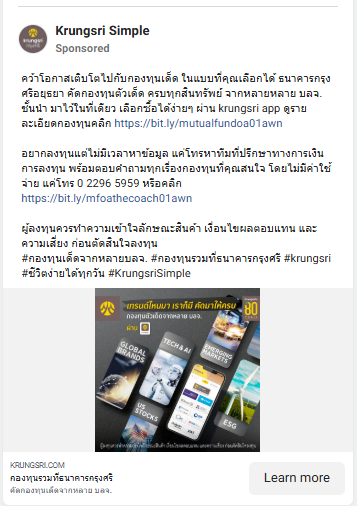 Krungsri Simple
Sponsored
คว้าโอกาสเติบโตไปกับกองทุนเด็ด ในแบบที่คุณเลือกได้ ธนาคารกรุง
ศรีอยุธยา คัดกองทุนตัวเด็ด ครบทุกสินทรัพย์ จากหลายหลาย บลจ.
ชั้นนำ มาไว้ในที่เดียว เลือกซื้อได้ง่ายๆ ผ่าน krungsri app ดูราย
ละเอียดกองทุนคลิก https://bit.ly/mutualfundoa01awn
อยากลงทุนแต่ไม่มีเวลาหาข้อมูล แค่โทรหาทีมที่ปรึกษาทางการเงิน
การลงทุน พร้อมตอบคำถามทุกเรื่องกองทุนที่คุณสนใจ โดยไม่มีค่าใช้
จ่าย แค่โทร 0 2296 5959 หรือคลิก
https://bit.ly/mfoathecoach01awn
ผู้ลงทุนควรทำความเข้าใจลักษณะสินค้า เงื่อนไขผลตอบแทน และ
ความเสี่ยง ก่อนตัดสินใจลงทุน
#กองทุนเด็ดจากหลายบลจ. #กองทุนรวมที่ธนาคารกรุงศรี #krungsri
#ชีวิตง่ายได้ทุกวัน #KrungsriSimple
เทรนด์ไหนมา เราก็มี คัดมาให้ครบ
กองทุนตัวเด็ดจากหลาย บลจ.
ผ่าน
80
GLOBAL
BRANDS
TECH & AI
EMERGING
MARKETS
US
STOCKS
ESG
KRUNGSRI.COM
กองทุนรวมที่ธนาคารกรุงศรี
คัดกองทุนเด็ดจากหลาย บลจ.
Learn more